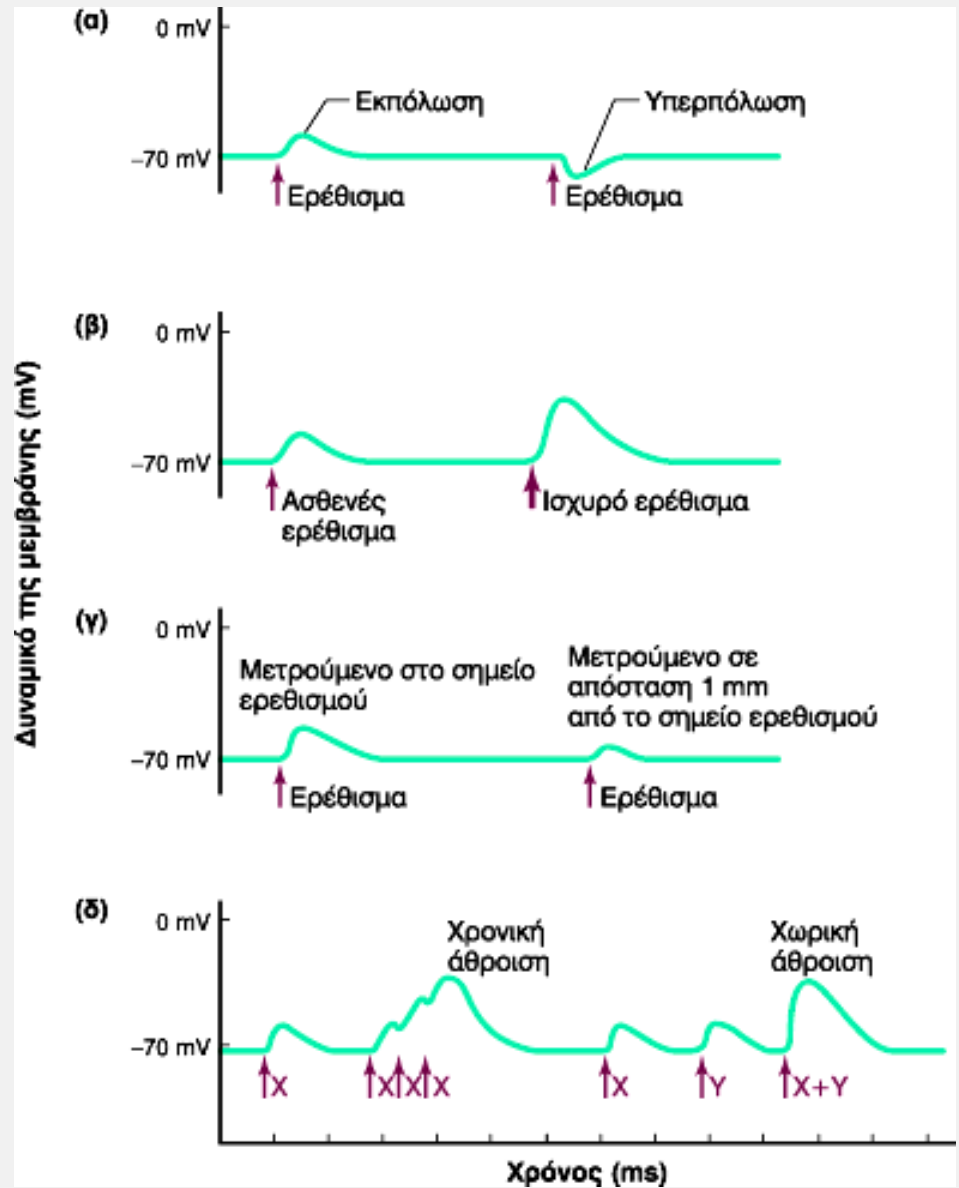 Δυναμικό της μεμβράνης (mV)
(α)
0 mV
Εκπόλωση
Υπερπόλωση
–70 mV
Ερέθισμα
Ερέθισμα
(β)
0 mV
–70 mV
Ασθενές
ερέθισμα
Ισχυρό ερέθισμα
(γ)
0 mV
Μετρούμενο στο σημείο
ερεθισμού
Μετρούμενο σε
απόσταση 1 mm
από το σημείο ερεθισμού
–70 mV
Ερέθισμα
Ερέθισμα
(δ)
0 mV
Χρονική
άθροιση
Χωρική
άθροιση
–70 mV
X
X
X
X
X
Y
X+Y
Χρόνος (ms)